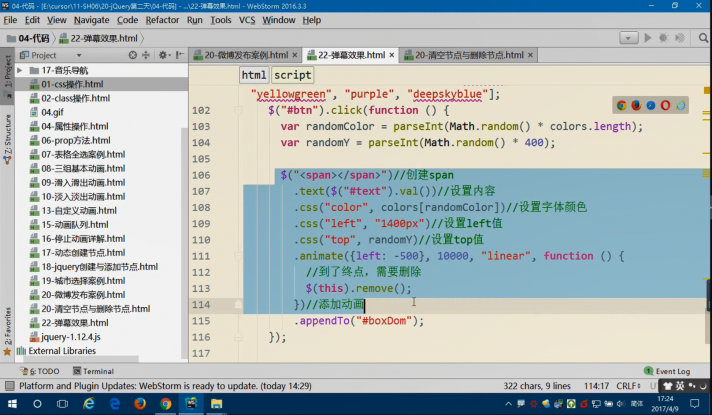 04-代码 - [E:\cursor\11-SH06\20-jQuery第二天\04-代码] - ...\22-弹幕效果.html - WebStorm 2016.3.3
File Edit View Navigate Code Refactor Run Tools VCS Window Help
04-代码 22-弹幕效果.html
Project
20-微博发布案例.html 22-弹幕效果.html 20-清空节点与删除节点.html
html script
1: Project
Z: Structure
2: Favorites
17-音乐导航
01-css操作.html
02-class操作.html
04.gif
04-属性操作.html
06-prop方法.html
07-表格全选案例.html
08-三组基本动画.html
09-滑入滑出动画.html
10-淡入淡出动画.html
13-自定义动画.html
15-动画队列.html
16-停止动画详解.html
17-动态创建节点.html
18-jquery创建与添加节点.html
19-城市选择案例.html
20-微博发布案例.html
20-清空节点与删除节点.html
22-弹幕效果.html
jquery-1.12.4.js
External Libraries
"yellowgreen", "purple", "deepskyblue"];
102 $("#btn").click(function () {
103 var randomColor = parseInt(Math.random() * colors.length);
104 var randomY = parseInt(Math.random() * 400);
105
106 $("<span></span>")//创建span
107 .text($("#text").val())//设置内容
108 .css("color", colors[randomColor])//设置字体颜色
109 .css("left", "1400px")//设置left值
110 .css("top", randomY)//设置top值
111 .animate({left: -500}, 10000, "linear", function () {
112 //到了终点，需要删除
113 $(this).remove();
114 })//添加动画
115 .appendTo("#boxDom");
116 });
117
6: TODO Terminal 1 Event Log
Platform and Plugin Updates: WebStorm is ready to update. (today 14:29) 322 chars, 9 lines 114:17 CRLF 英
简体 17:24
2017/4/9